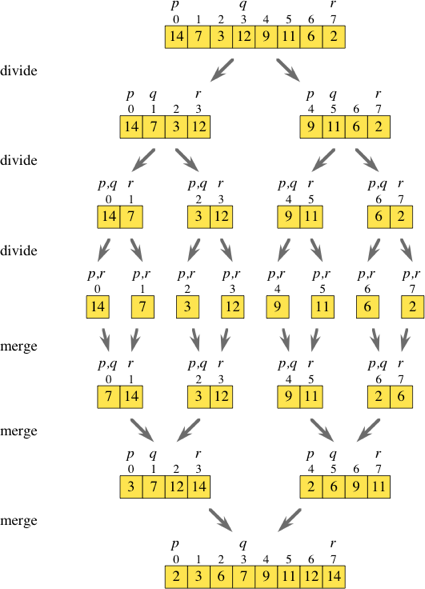 p q r
0 1 2 3 4 5 6 7
14 7 3 12 9 11 6 2
divide
p q r p q r
0 1 2 3 4 5 6 7
14 7 3 12 9 11 6 2
divide
p,q r p,q r p,q r p,q r
0 1 2 3 4 5 6 7
14 7 3 12 9 11 6 2
divide
p,r p,r p,r p,r p,r p,r p,r p,r
0 1 2 3 4 5 6 7
14 7 3 12 9 11 6 2
merge
p,q r p,q r p,q r p,q r
0 1 2 3 4 5 6 7
7 14 3 12 9 11 2 6
merge
p q r p q r
0 1 2 3 4 5 6 7
3 7 12 14 2 6 9 11
merge
p q r
0 1 2 3 4 5 6 7
2 3 6 7 9 11 12 14